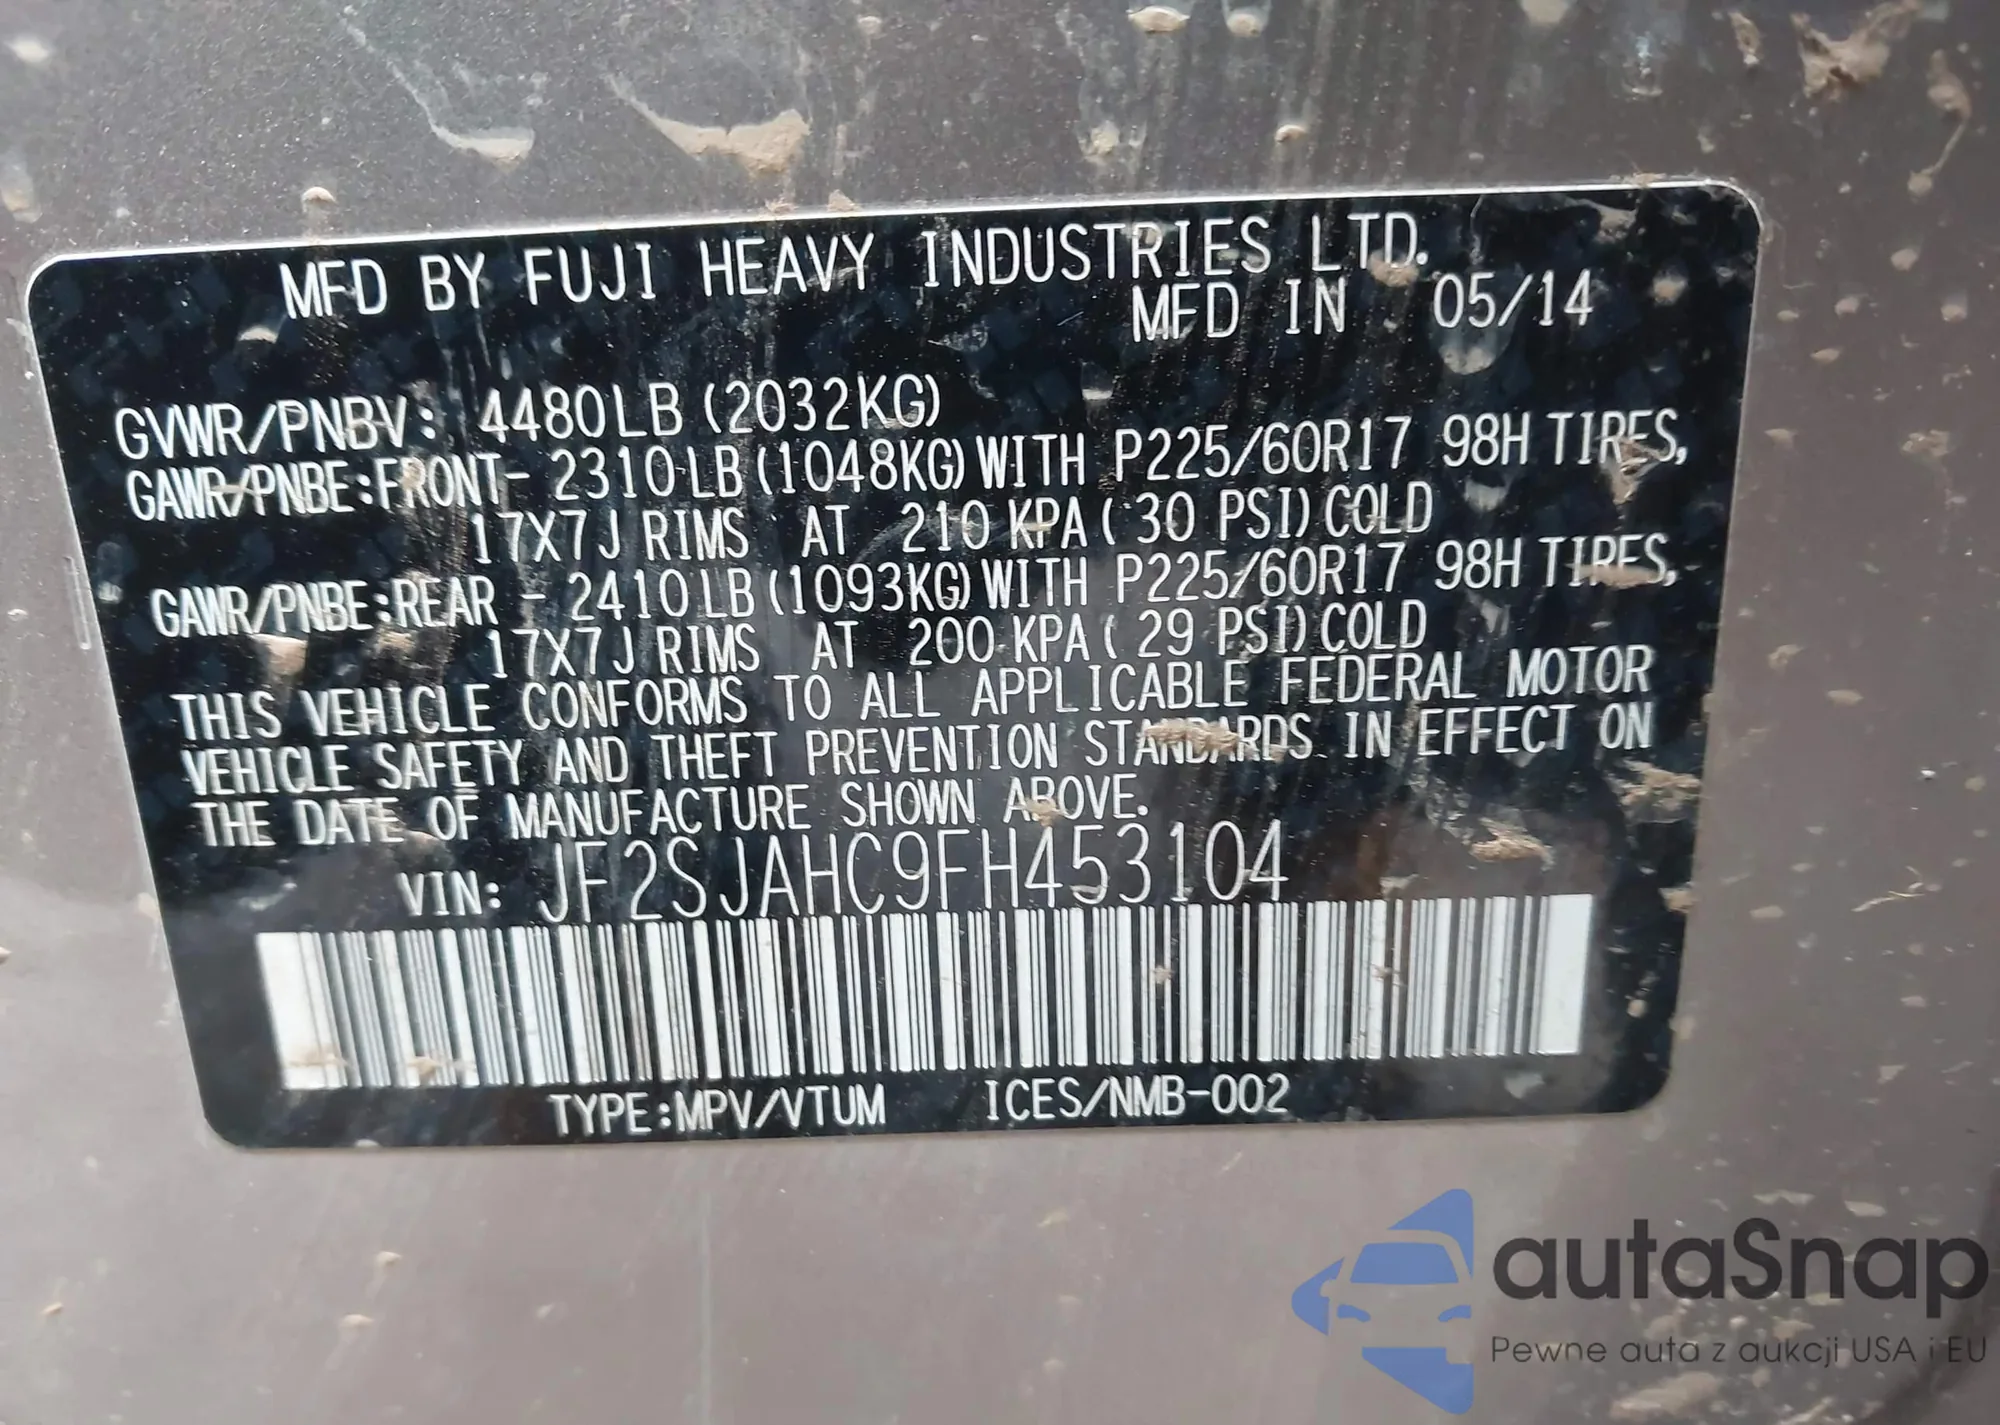 MFD BY FUJI HEAVY INDUSTRIES LTD.
MFD IN 05/14
GVWR/PNBV: 4480LB (2032KG)
GAWR/PNBE:FRONT- 2310LB(1048KG)WITH P225/60R17 98H TIRES,
17X7J RIMS AT 210 KPA( 30 PSI)COLD
GAWR/PNBE:REAR - 2410LB(1093KG)WITH P225/60R17 98H TIRES,
17X7J RIMS AT 200 KPA( 29 PSI)COLD
THIS VEHICLE CONFORMS TO ALL APPLICABLE FEDERAL MOTOR
VEHICLE SAFETY AND THEFT PREVENTION STANDARDS IN EFFECT ON
THE DATE OF MANUFACTURE SHOWN ABOVE.
VIN: JF2SJAHC9FH453104
TYPE:MPV/VTUM ICES/NMB-002
autaSnap
Pewne auta z aukcji USA i EU